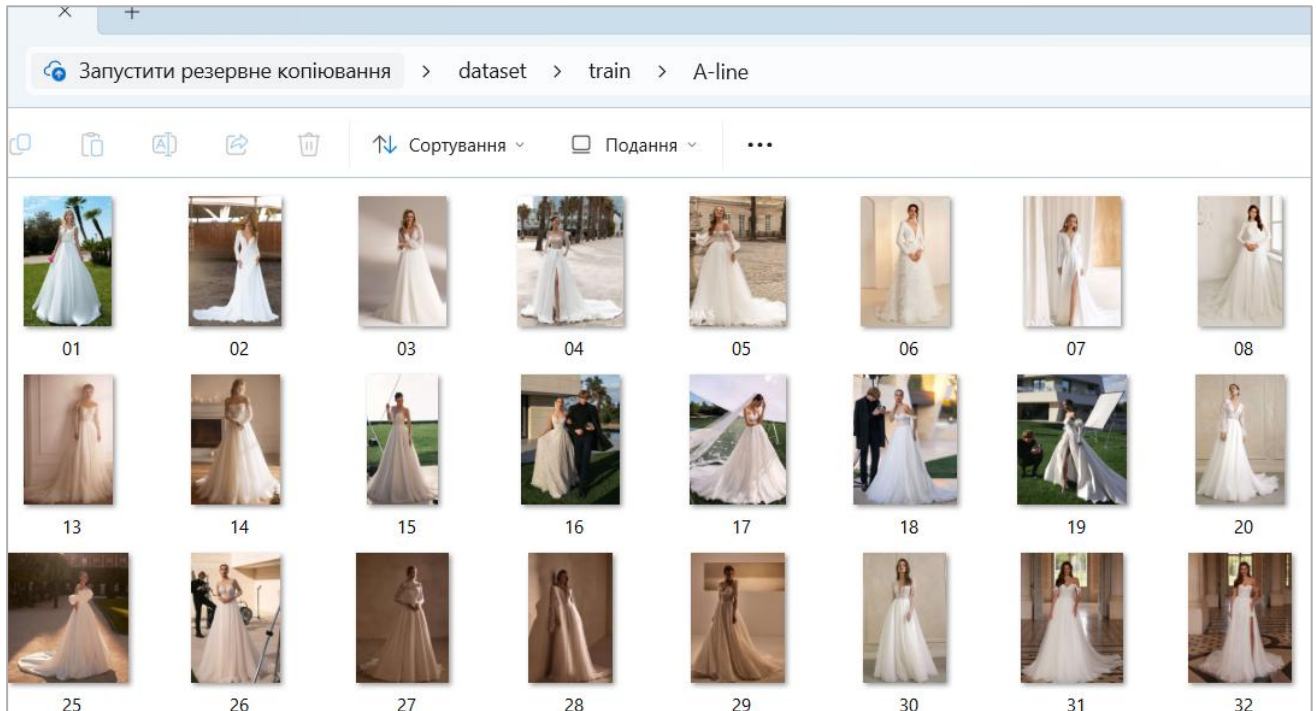 Запустити резервне копіювання > dataset > train > A-line
Сортування Подання
01 02 03 04 05 06 07 08
13 14 15 16 17 18 19 20
25 26 27 28 29 30 31 32